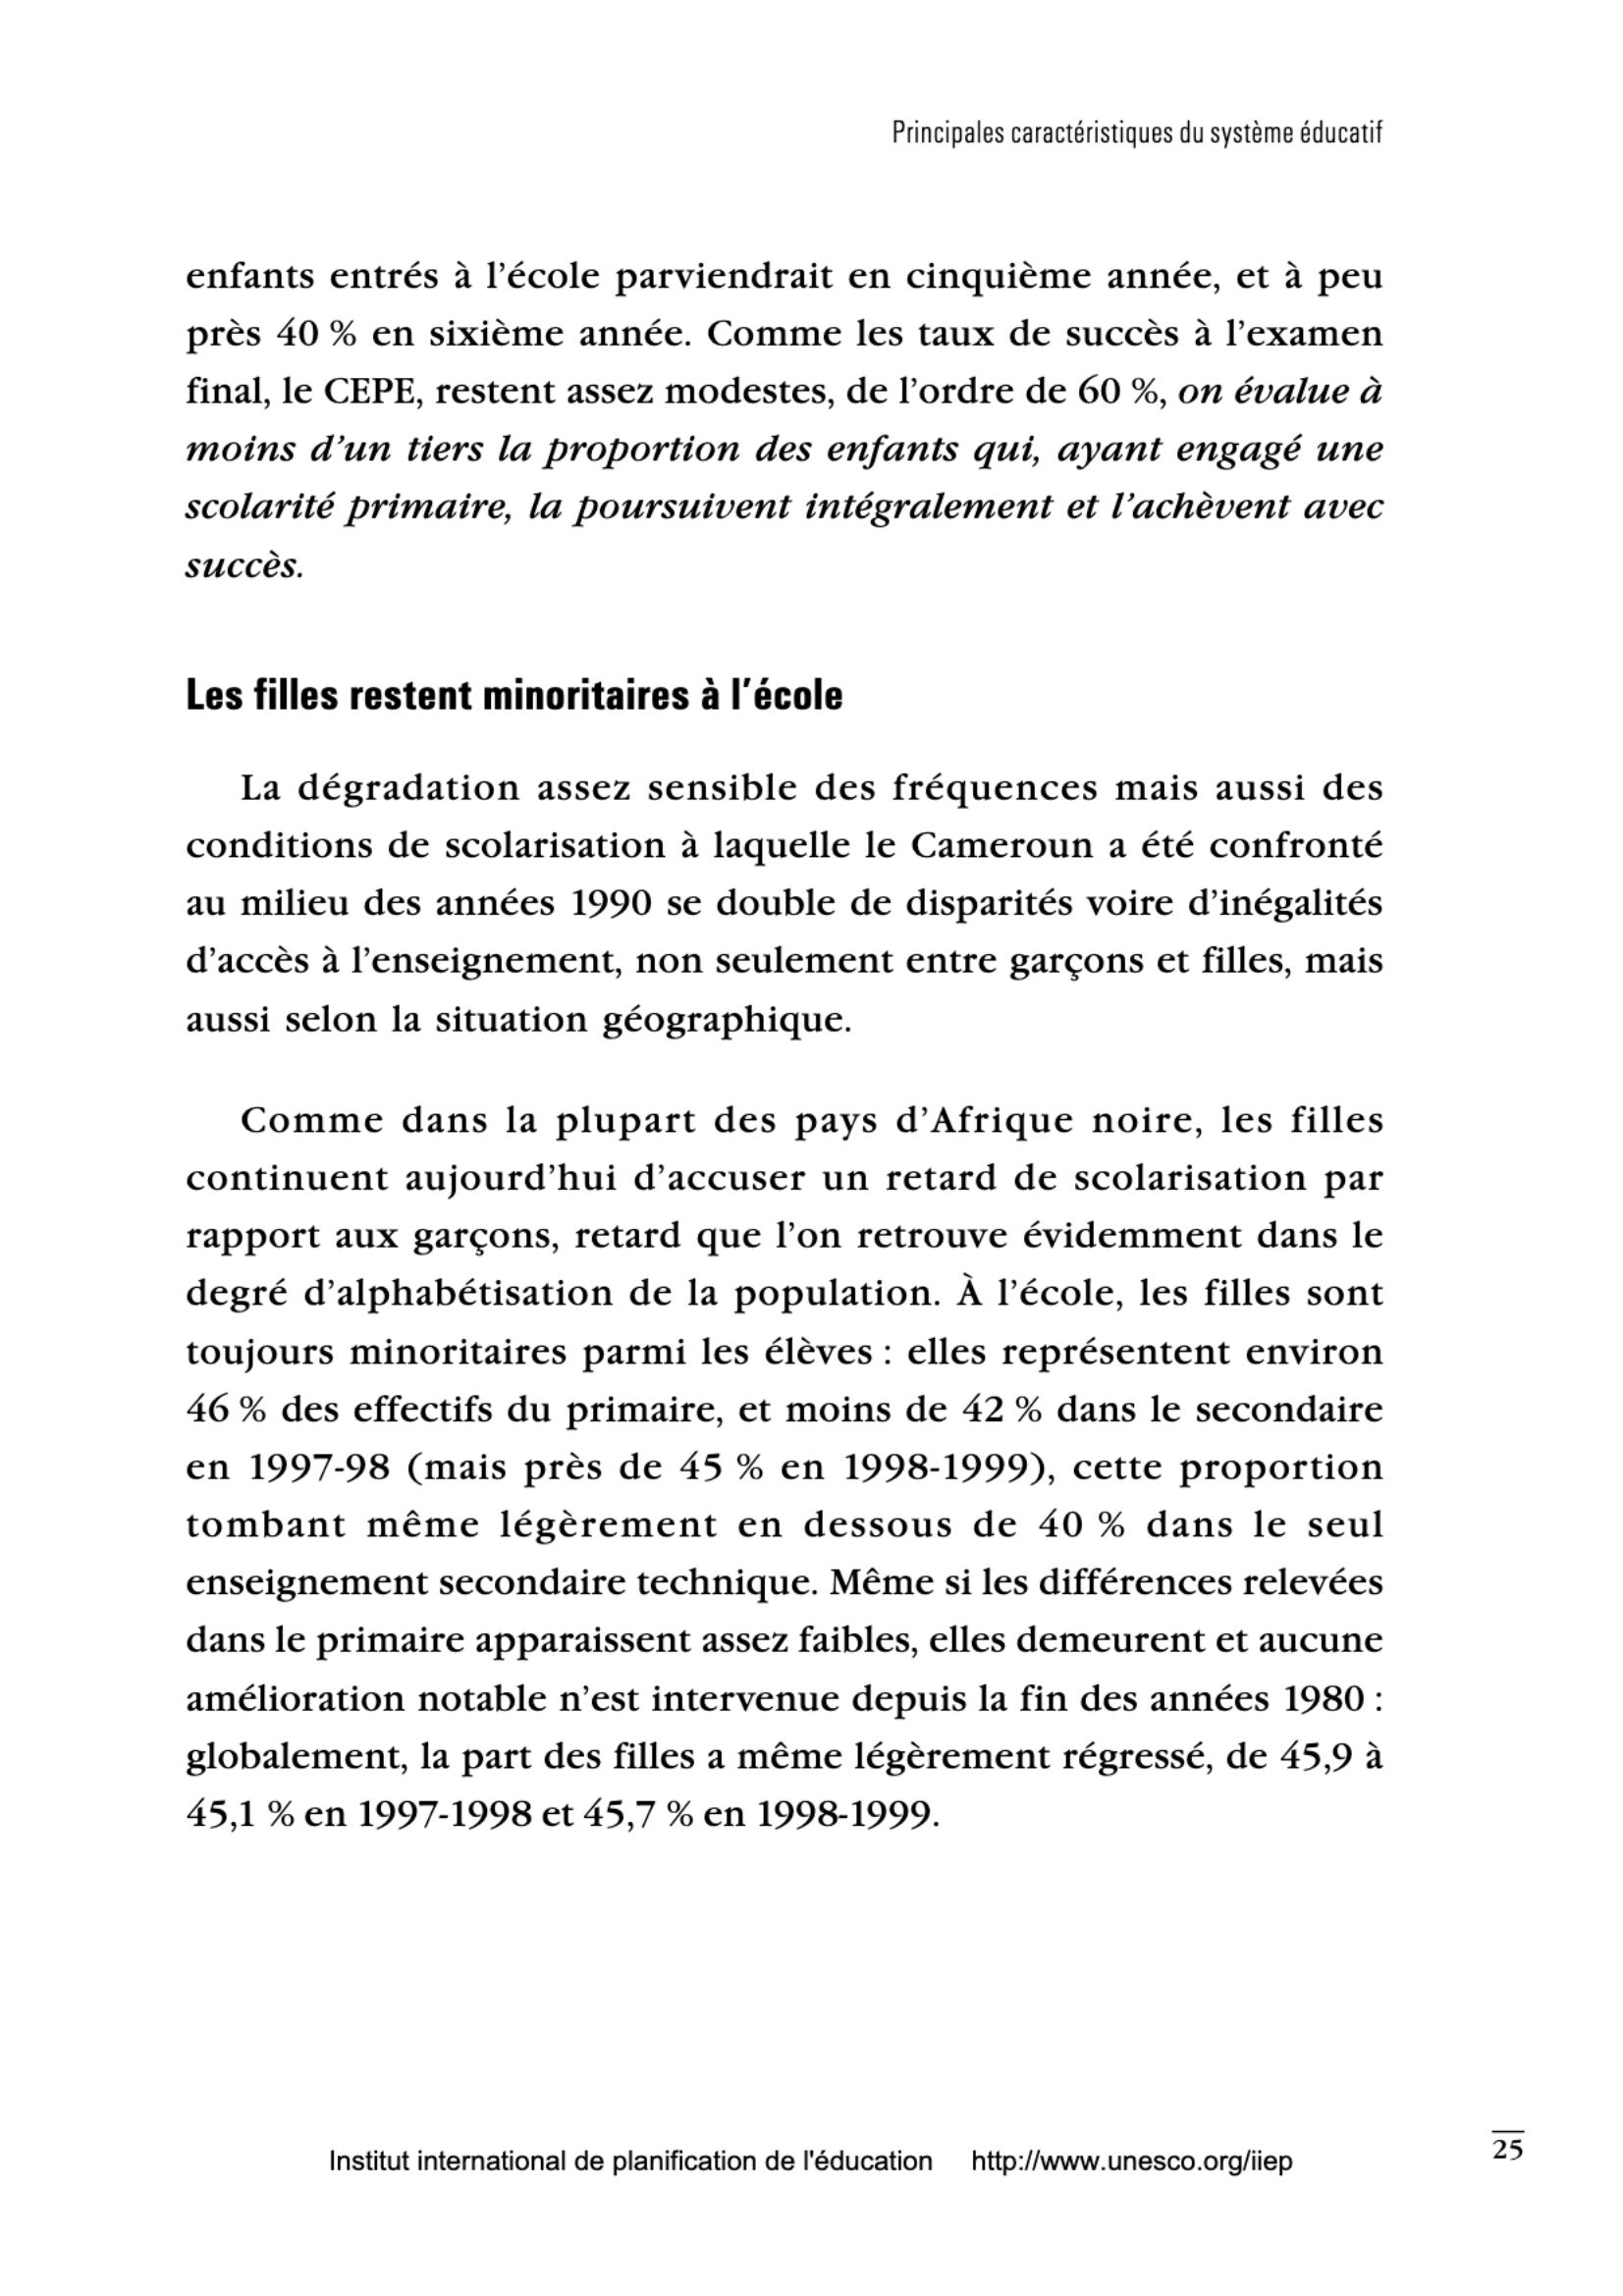 Principales caractéristiques du système éducatif
enfants entrés à l’école parviendrait en cinquième année, et à peu
près 40 % en sixième année. Comme les taux de succès à l’examen
final, le CEPE, restent assez modestes, de l’ordre de 60 %, on évalue à
moins d’un tiers la proportion des enfants qui, ayant engagé une
scolarité primaire, la poursuivent intégralement et l’achèvent avec
succès.
Les filles restent minoritaires à l’école
La dégradation assez sensible des fréquences mais aussi des
conditions de scolarisation à laquelle le Cameroun a été confronté
au milieu des années 1990 se double de disparités voire d’inégalités
d’accès à l’enseignement, non seulement entre garçons et filles, mais
aussi selon la situation géographique.
Comme dans la plupart des pays d’Afrique noire, les filles
continuent aujourd’hui d’accuser un retard de scolarisation par
rapport aux garçons, retard que l’on retrouve évidemment dans le
degré d’alphabétisation de la population. À l’école, les filles sont
toujours minoritaires parmi les élèves : elles représentent environ
46 % des effectifs du primaire, et moins de 42 % dans le secondaire
en 1997-98 (mais près de 45 % en 1998-1999), cette proportion
tombant même légèrement en dessous de 40 % dans le seul
enseignement secondaire technique. Même si les différences relevées
dans le primaire apparaissent assez faibles, elles demeurent et aucune
amélioration notable n’est intervenue depuis la fin des années 1980 :
globalement, la part des filles a même légèrement régressé, de 45,9 à
45,1 % en 1997-1998 et 45,7 % en 1998-1999.
25
Institut international de planification de l'éducation http://www.unesco.org/iiep